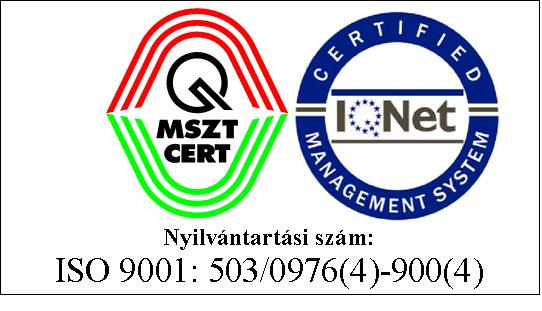 Q
MSZT
CERT
CERTIFIED
IQNet
MANAGEMENT SYSTEM
Nyilvántartási szám:
ISO 9001: 503/0976(4)-900(4)